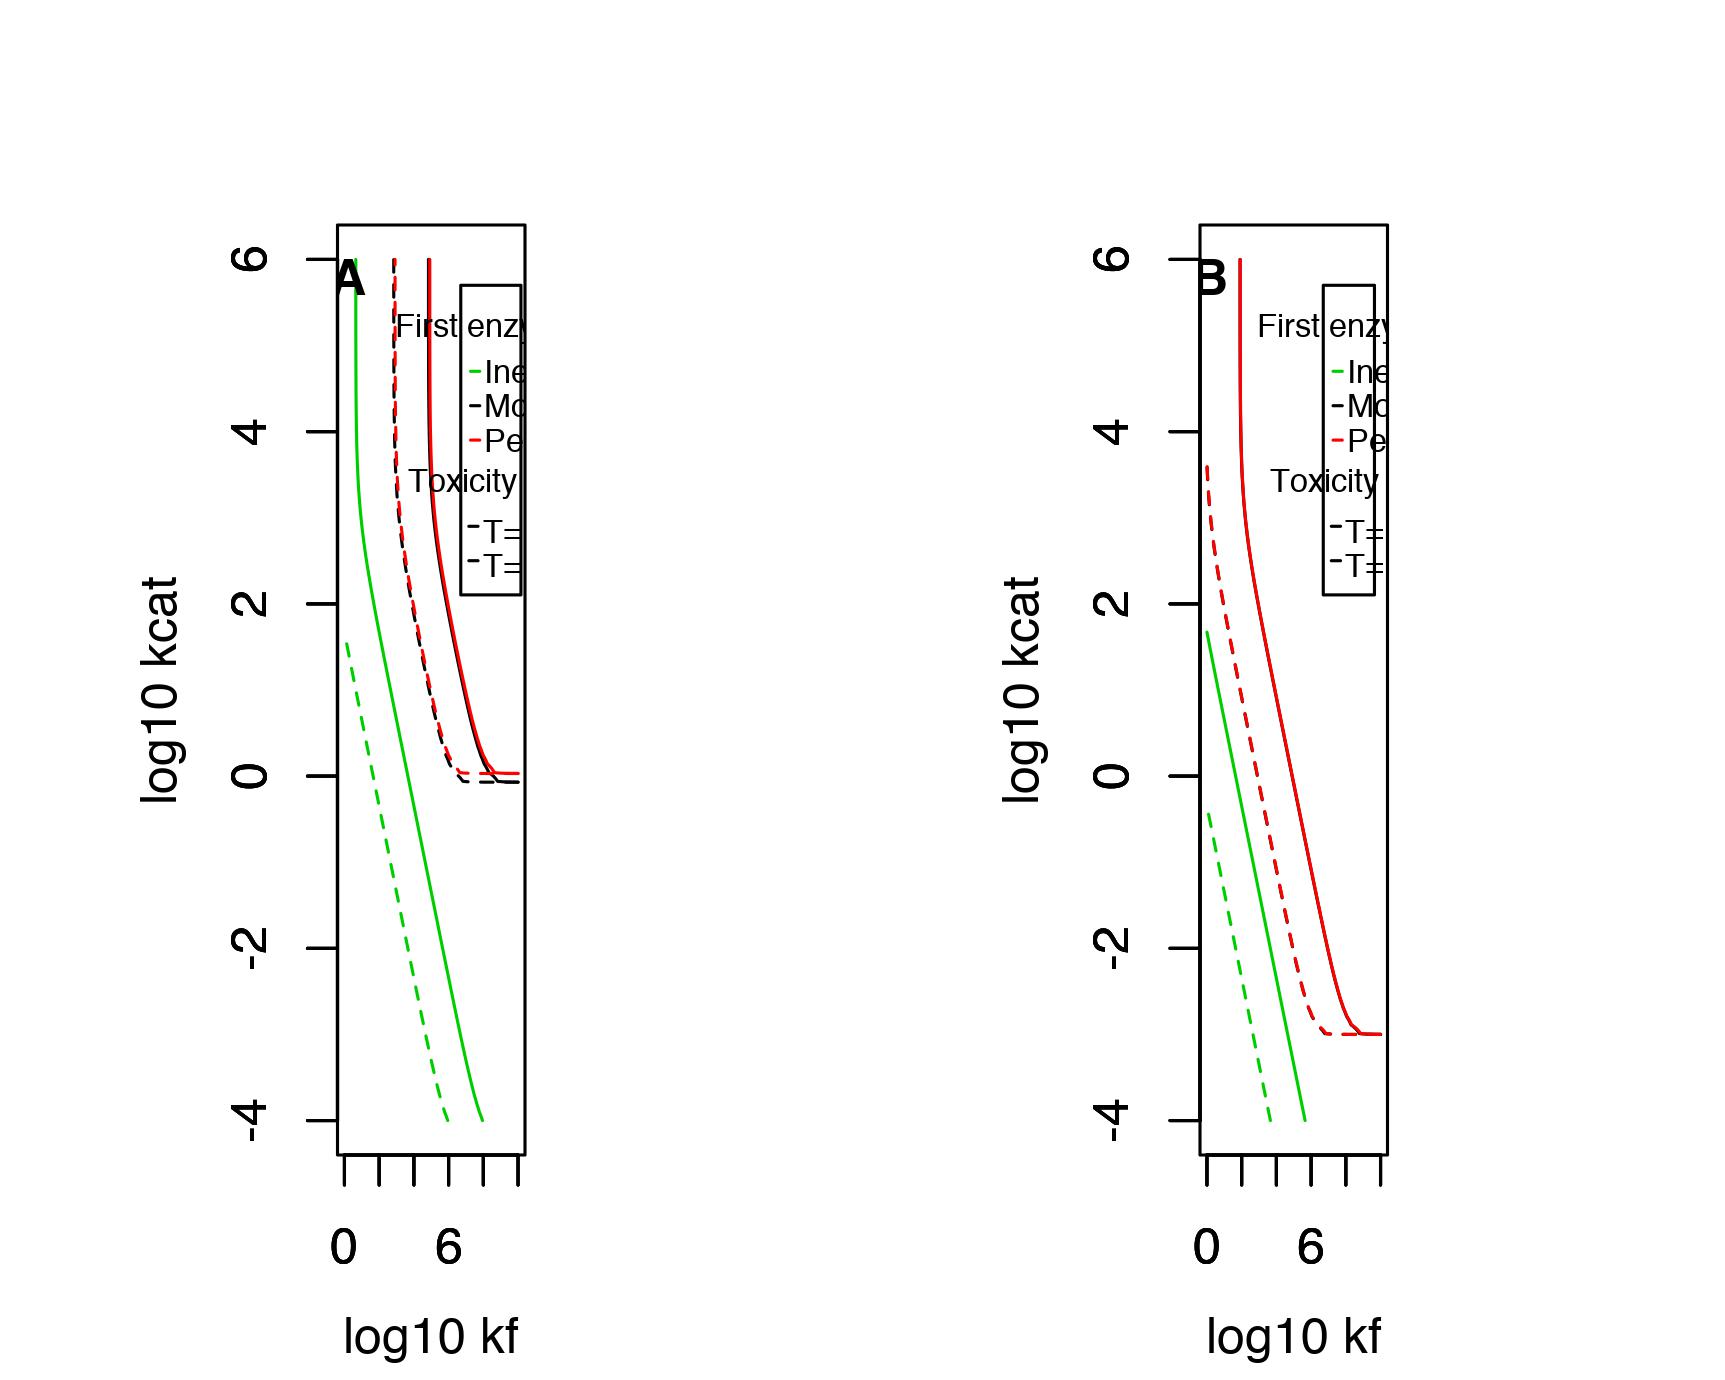 A
First enzy
Ine
Mo
Pe
Toxicity
T=
T=
6
4
2
0
-2
-4
log10 kcat
0 6
log10 kf
B
First enzy
Ine
Mo
Pe
Toxicity
T=
T=
6
4
2
0
-2
-4
log10 kcat
0 6
log10 kf